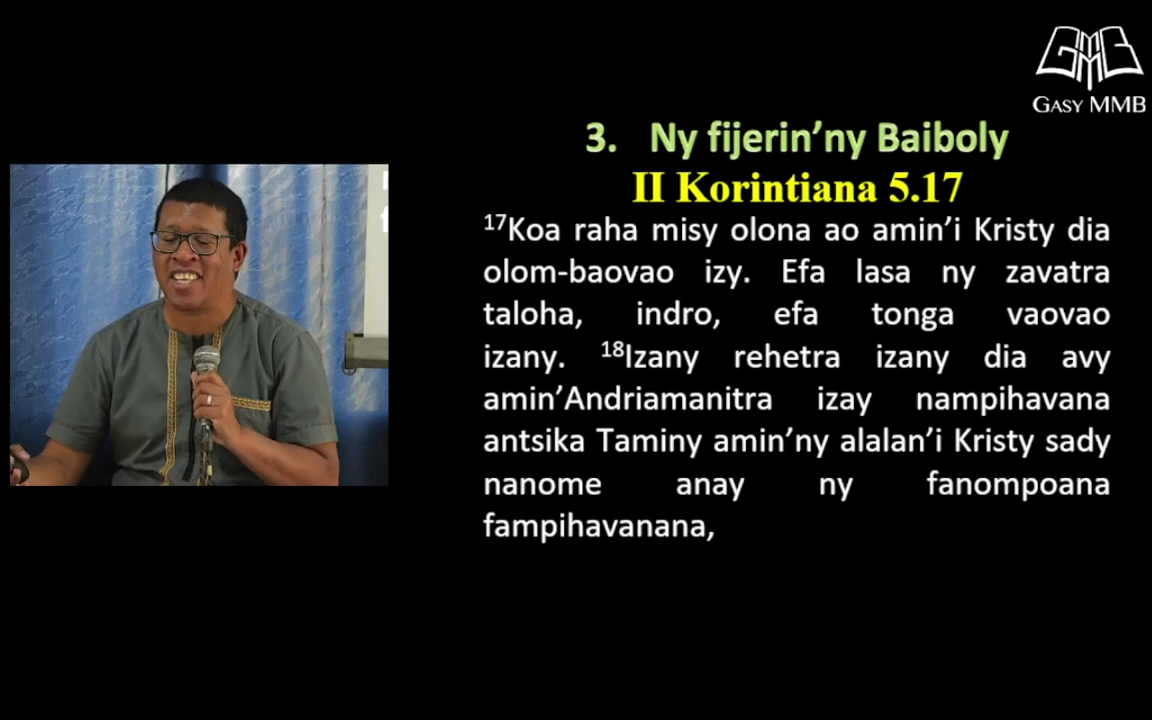 GMMB
GASY MMB
3. Ny fijerin’ny Baiboly
II Korintiana 5.17
17Koa raha misy olona ao amin’i Kristy dia
olom-baovao izy. Efa lasa ny zavatra
taloha, indro, efa tonga vaovao
izany. 18Izany rehetra izany dia avy
amin’Andriamanitra izay nampihavana
antsika Taminy amin’ny alalan’i Kristy sady
nanome anay ny fanompoana
fampihavanana,